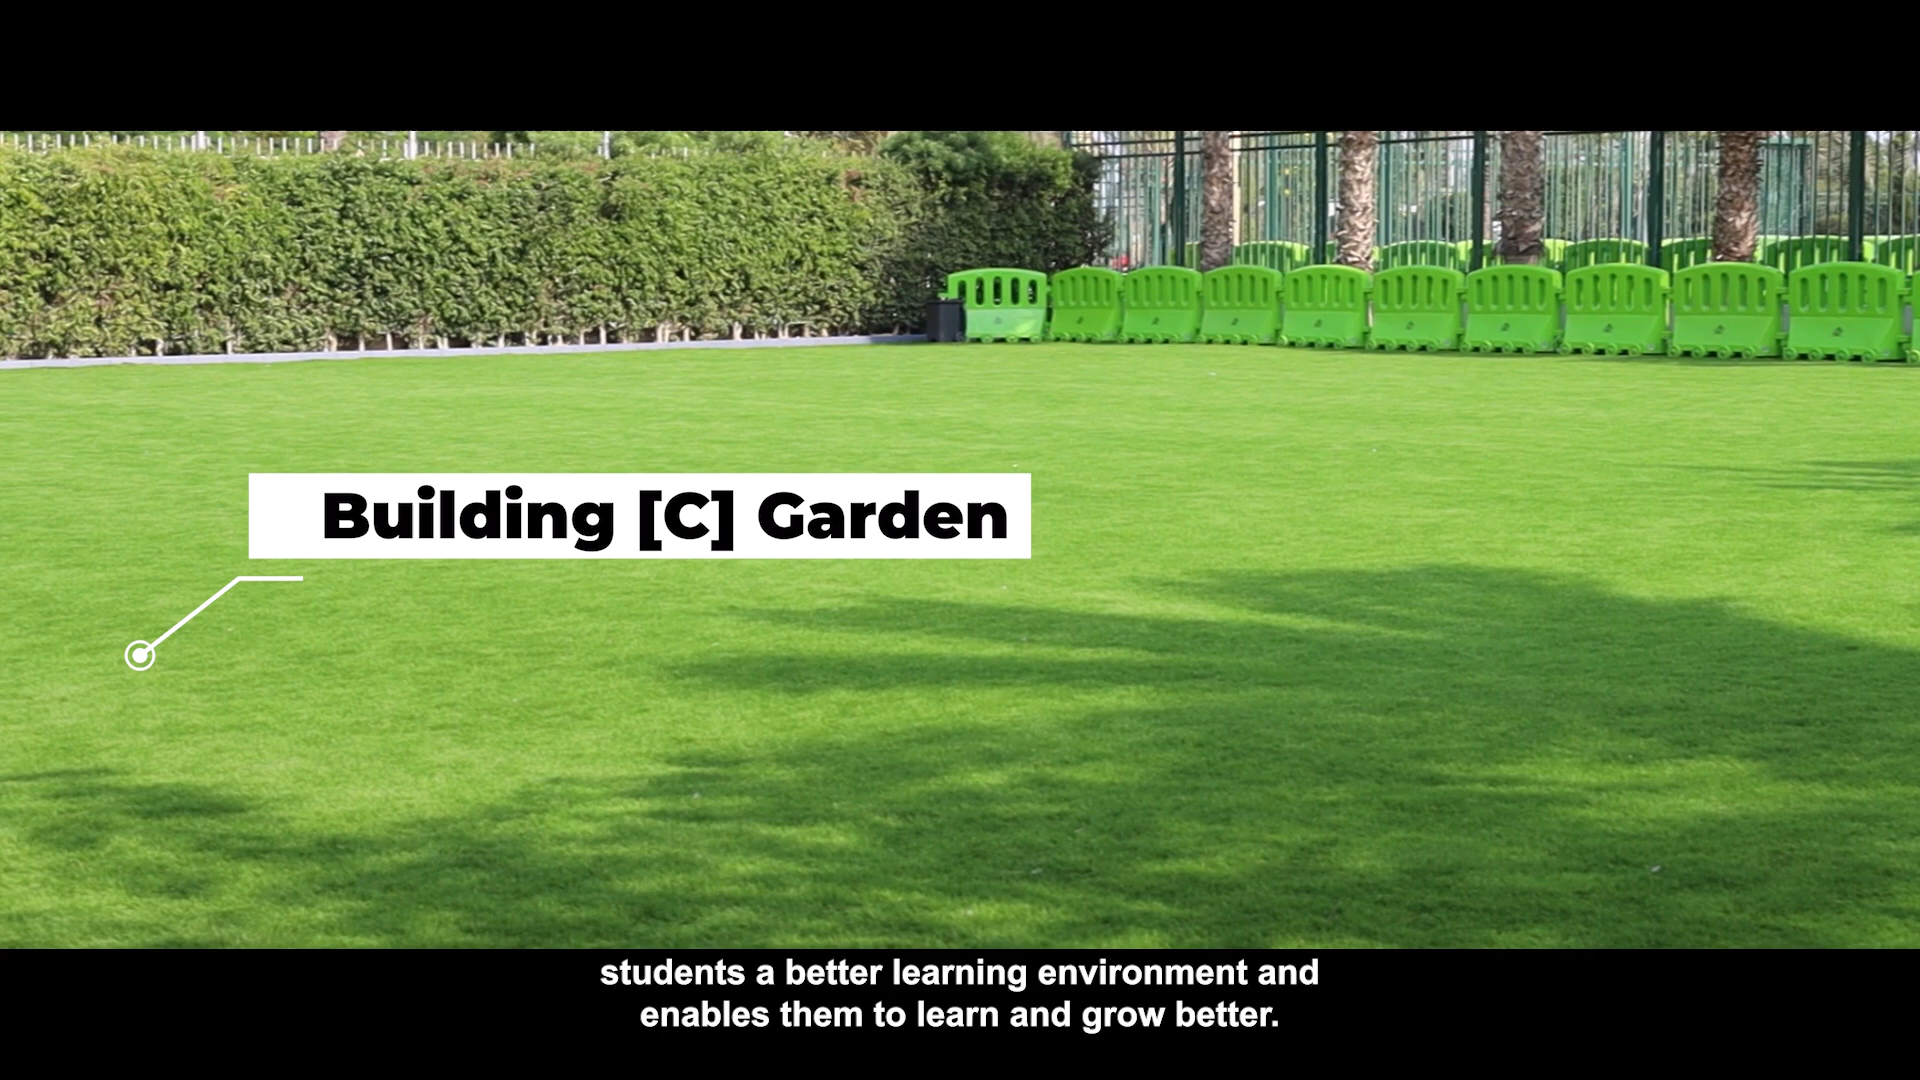 Building [C] Garden
students a better learning environment and
enables them to learn and grow better.